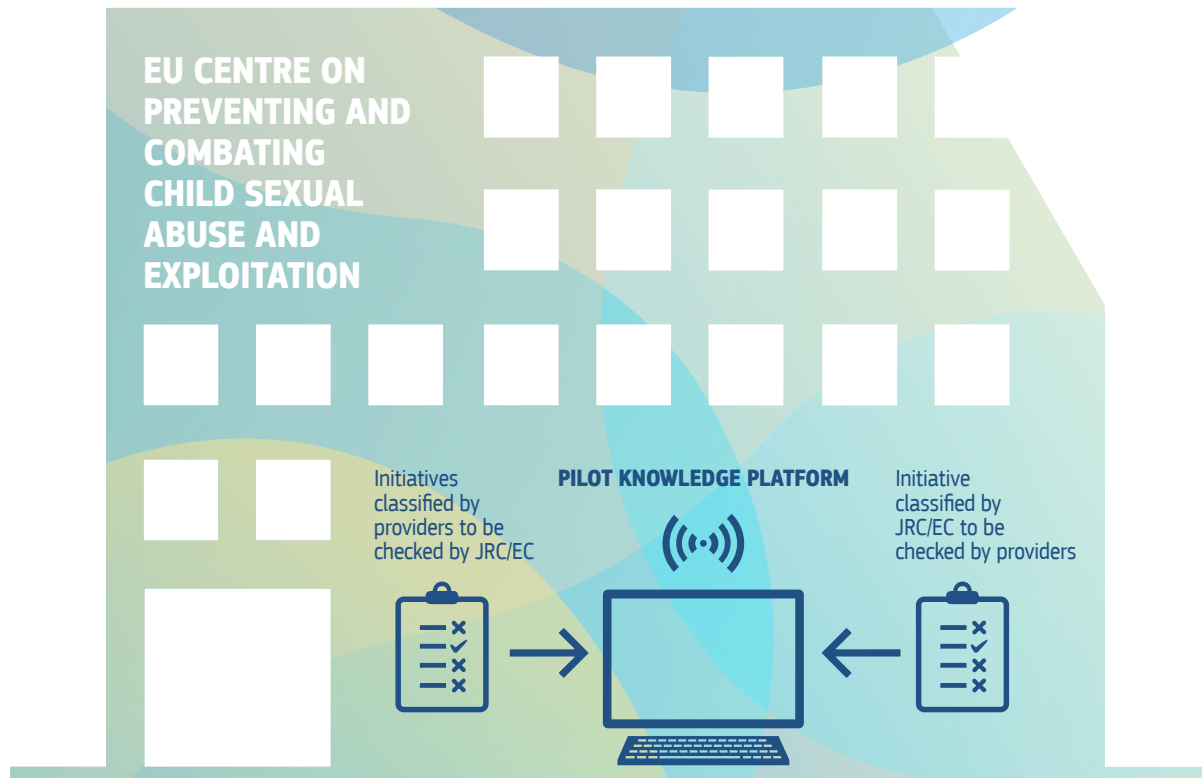 EU CENTRE ON
PREVENTING AND
COMBATING
CHILD SEXUAL
ABUSE AND
EXPLOITATION
Initiatives
classified by
providers to be
checked by JRC/EC
PILOT KNOWLEDGE PLATFORM
Initiative
classified by
JRC/EC to be
checked by providers